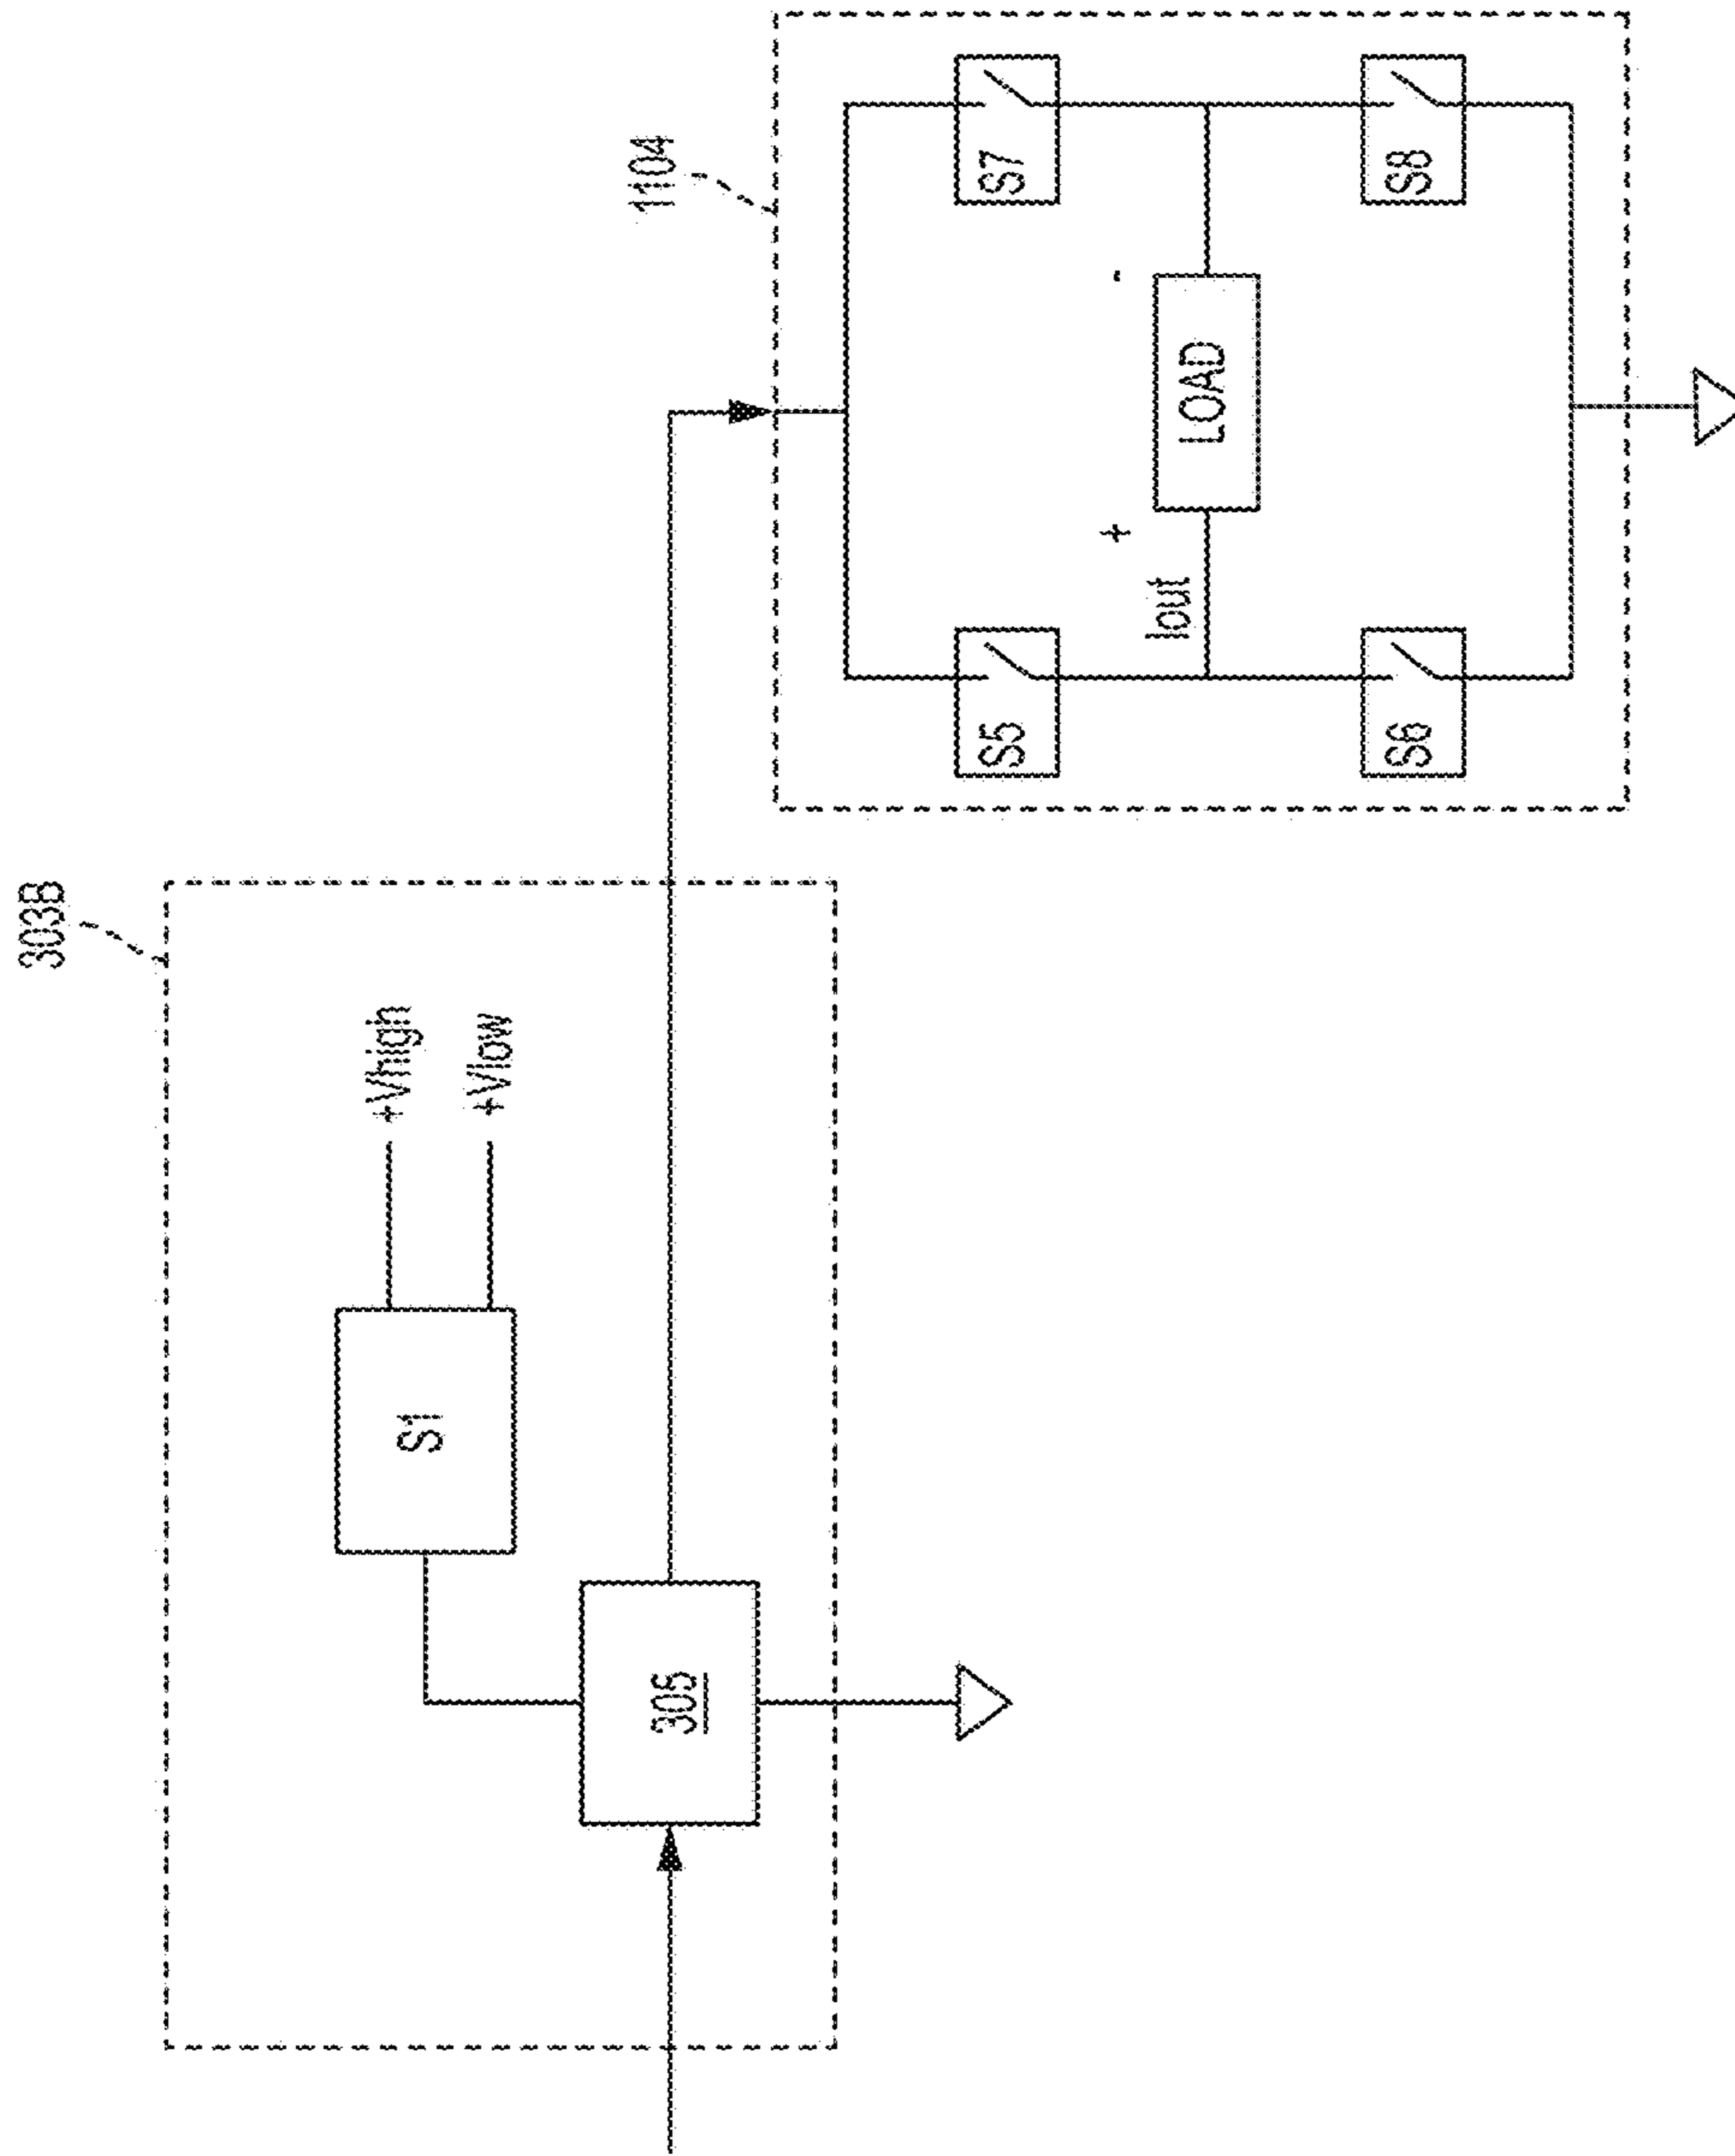 303B
+Vhigh
S1
+Vlow
1104
305
S5
S7
+
-
Iout
LOAD
S6
S8